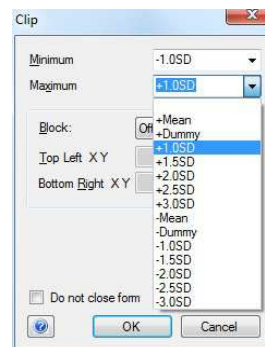 Clip
Minimum -1.0SD
Maximum +1.0SD
+Mean
Block: Off
+Dummy
+1.0SD
Top Left X Y
+1.5SD
+2.0SD
Bottom Right X Y
+2.5SD
+3.0SD
-Mean
-Dummy
-1.0SD
-1.5SD
-2.0SD
Do not close form
-2.5SD
-3.0SD
OK Cancel